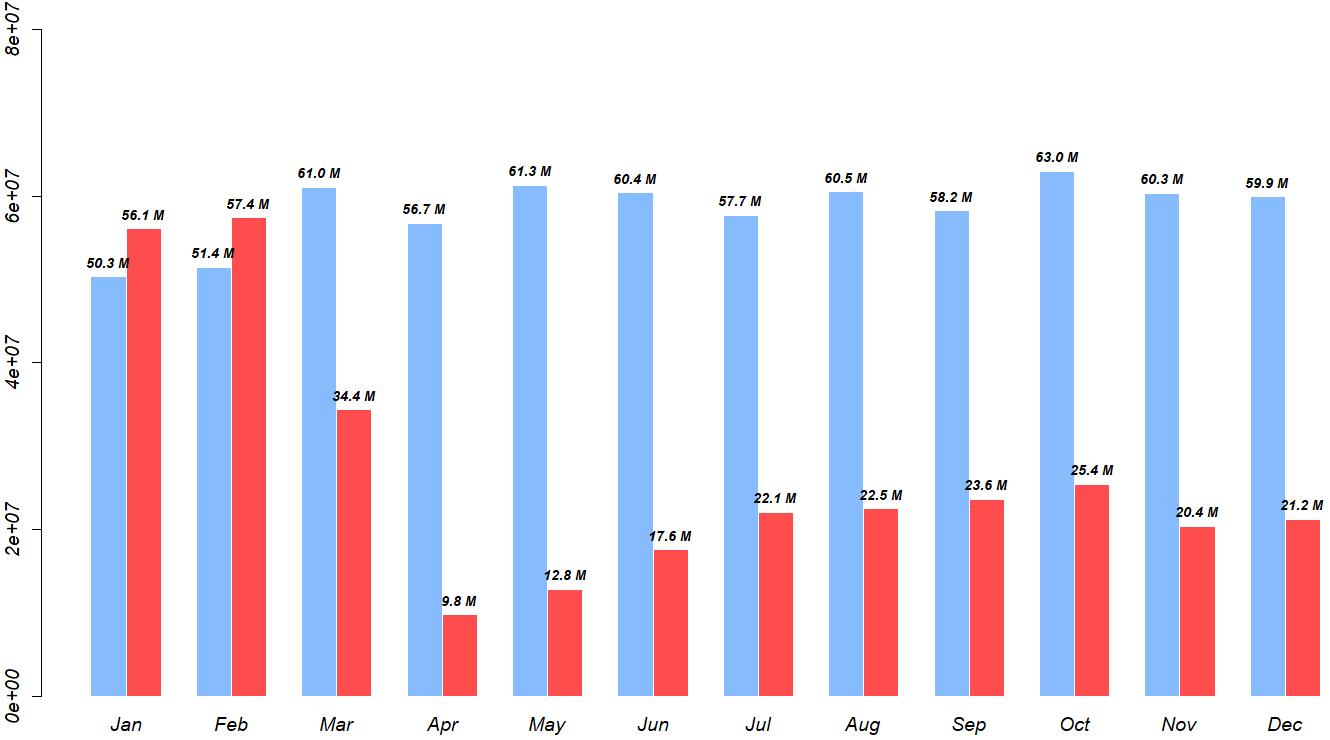 8e+07
6e+07
4e+07
2e+07
0e+00
50.3 M
56.1 M
51.4 M
57.4 M
61.0 M
34.4 M
56.7 M
9.8 M
61.3 M
12.8 M
60.4 M
17.6 M
57.7 M
22.1 M
60.5 M
22.5 M
58.2 M
23.6 M
63.0 M
25.4 M
60.3 M
20.4 M
59.9 M
21.2 M
Jan Feb Mar Apr May Jun Jul Aug Sep Oct Nov Dec